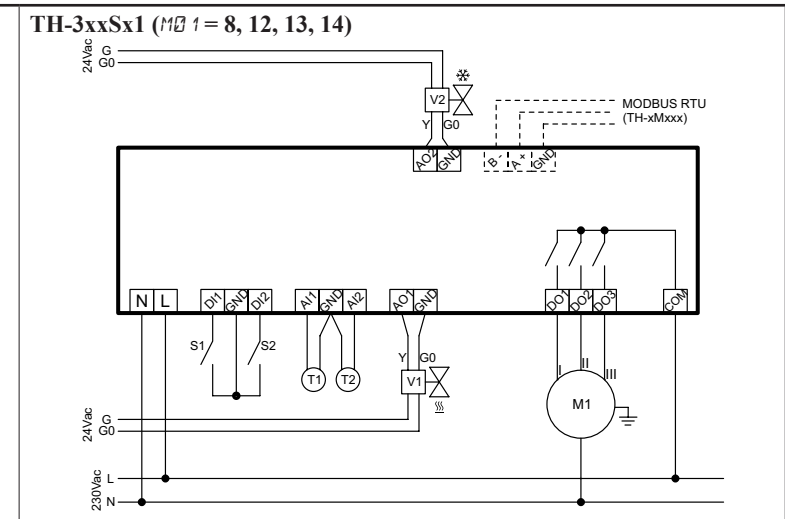 TH-3xxSx1 (M01 = 8, 12, 13, 14)
24Vac
G
G0
V2
Y
G0
MODBUS RTU
(TH-xMxxx)
AO2
GND
B -
A +
GND
N
L
DI1
GND
DI2
AI1
GND
AI2
AO1
GND
DO1
DO2
DO3
COM
S1
S2
T1
T2
Y
G0
V1
I
II
III
M1
24Vac
G
G0
230Vac
L
N